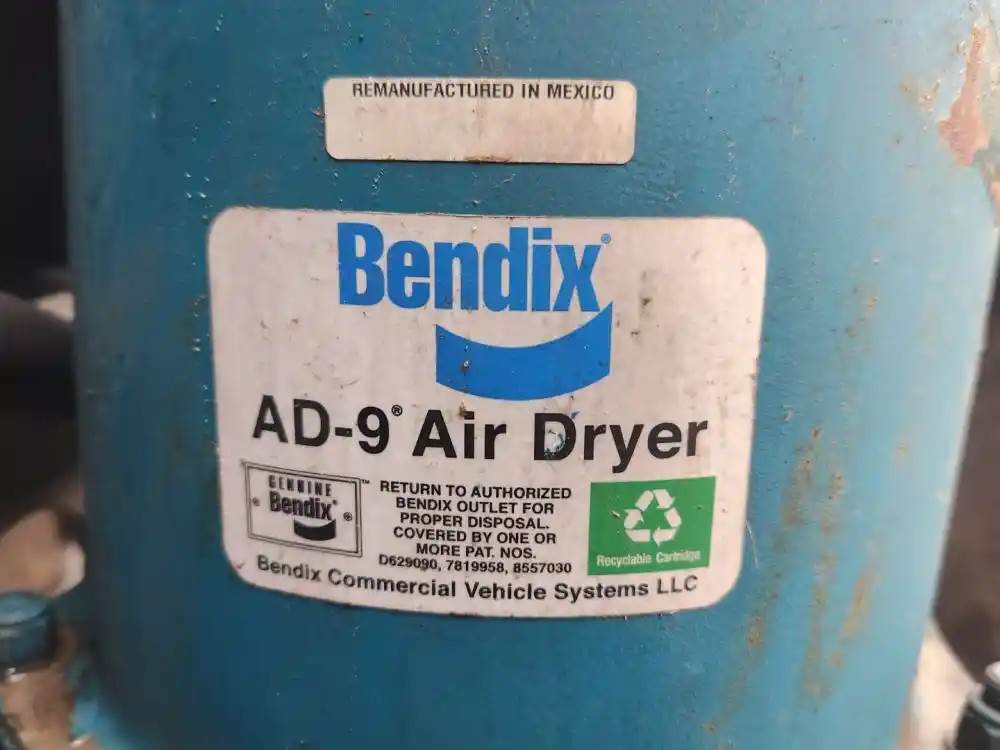 REMANUFACTURED IN MEXICO
Bendix®
AD-9® Air Dryer
GENUINE
Bendix®
™
RETURN TO AUTHORIZED
BENDIX OUTLET FOR
PROPER DISPOSAL.
COVERED BY ONE OR
MORE PAT. NOS.
D629090, 7819958, 8557030
Recyclable Cartridge
Bendix Commercial Vehicle Systems LLC